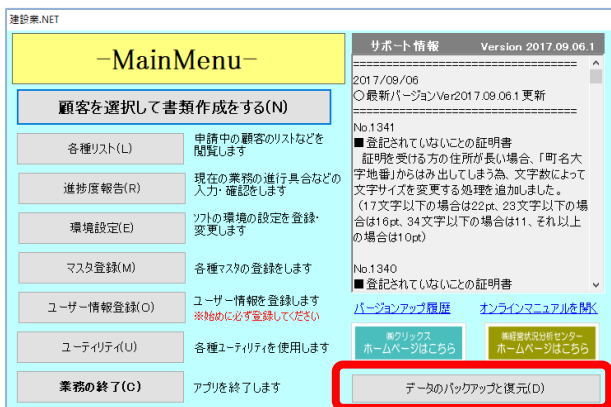 建設業.NET
-MainMenu-
顧客を選択して書類作成をする(N)
各種リスト(L)
申請中の顧客のリストなどを
閲覧します
進捗度報告(R)
現在の業務の進行具合などの
入力・確認をします
環境設定(E)
ソフトの環境の設定を登録・
変更します
マスタ登録(M)
各種マスタの登録をします
ユーザー情報登録(O)
ユーザー情報を登録します
※始めに必ず登録してください
ユーティリティ(U)
各種ユーティリティを使用します
業務の終了(C)
アプリを終了します
サポート情報 Version 2017.09.06.1
==================================
2017/09/06
○最新バージョンVer2017.09.06.1更新
==================================
No.1341
■登記されていないことの証明書
証明を受ける方の住所が長い場合、「町名大
字地番」からはみ出してしまう為、文字数によって
文字サイズを変更する処理を追加しました。
(17文字以下の場合は22pt、23文字以下の場
合は16pt、34文字以下の場合は11、それ以上
の場合は10pt)
No.1340
■登記されていないことの証明書
バージョンアップ履歴 オンラインマニュアルを開く
㈱クリックス
ホームページはこちら
㈱経営状況分析センター
ホームページはこちら
データのバックアップと復元(D)